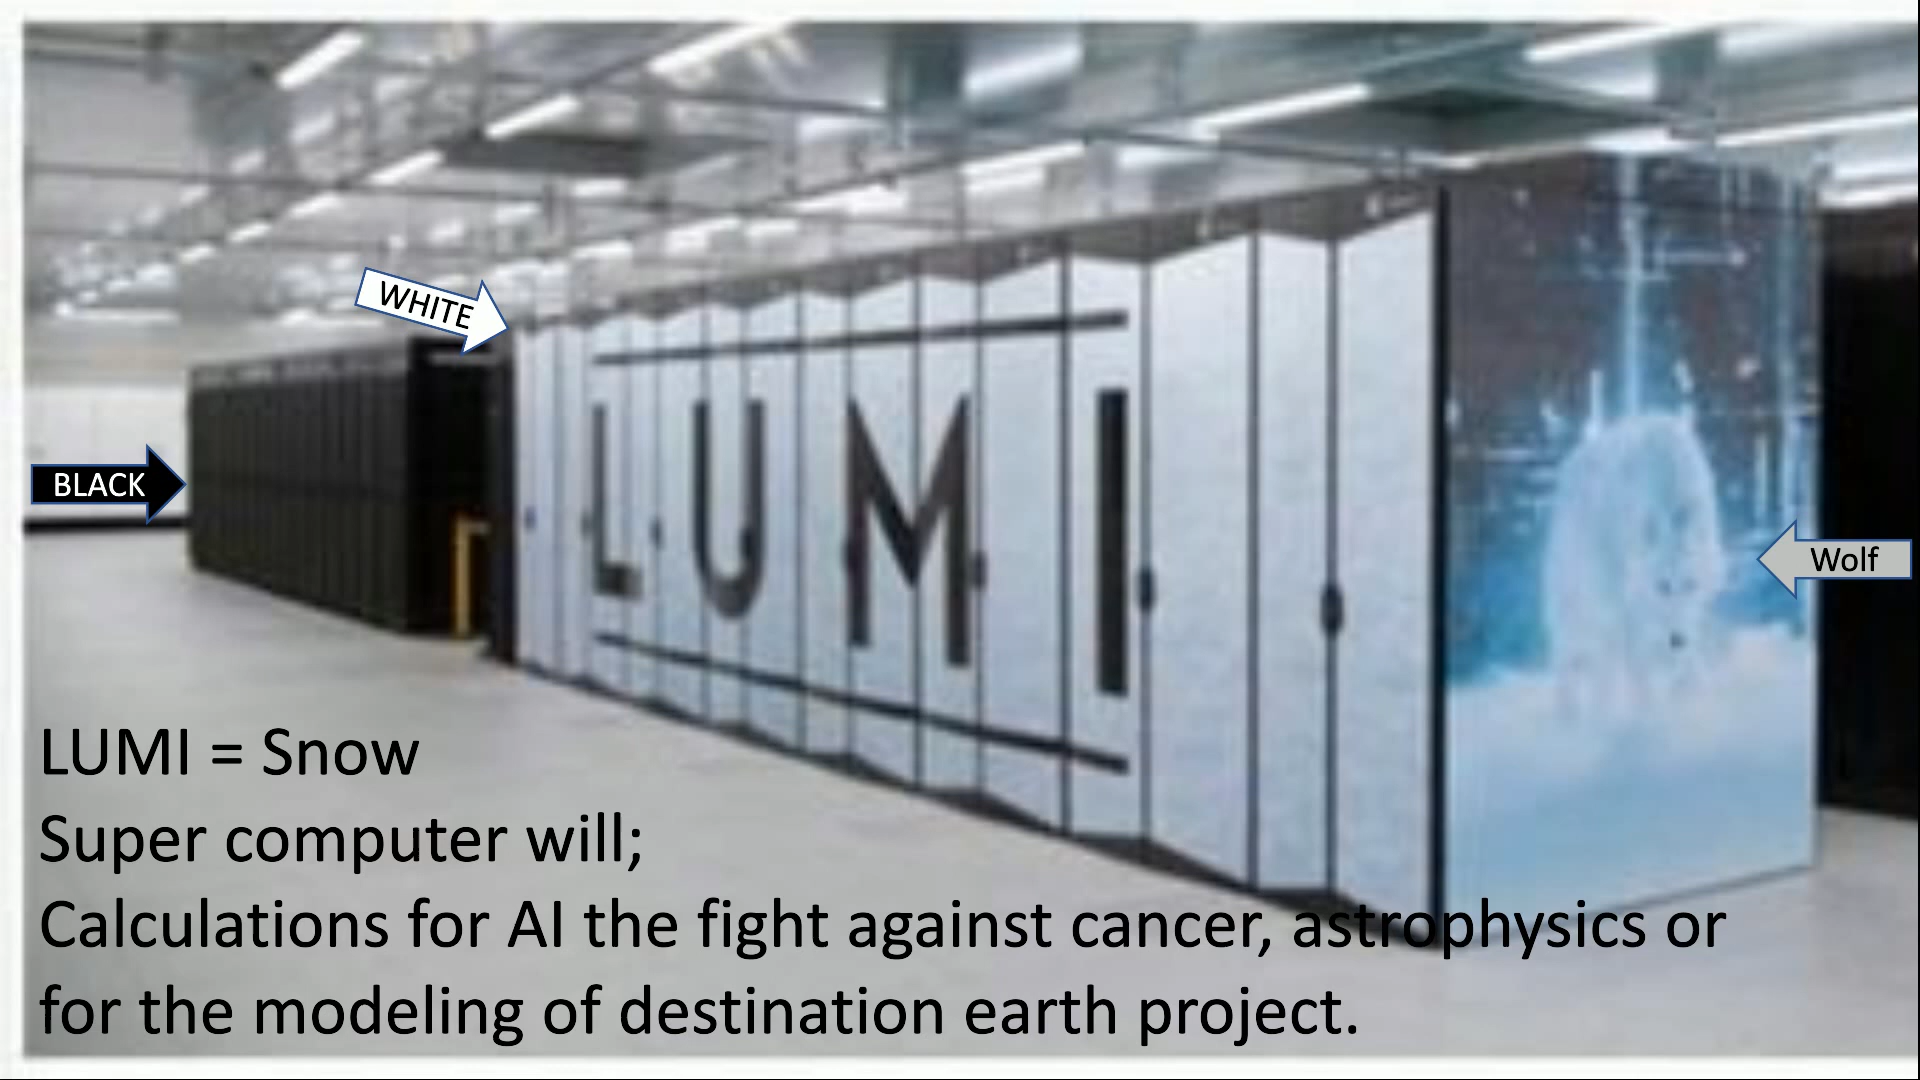 WHITE
LUMI
BLACK
Wolf
LUMI = Snow
Super computer will;
Calculations for AI the fight against cancer, astrophysics or
for the modeling of destination earth project.